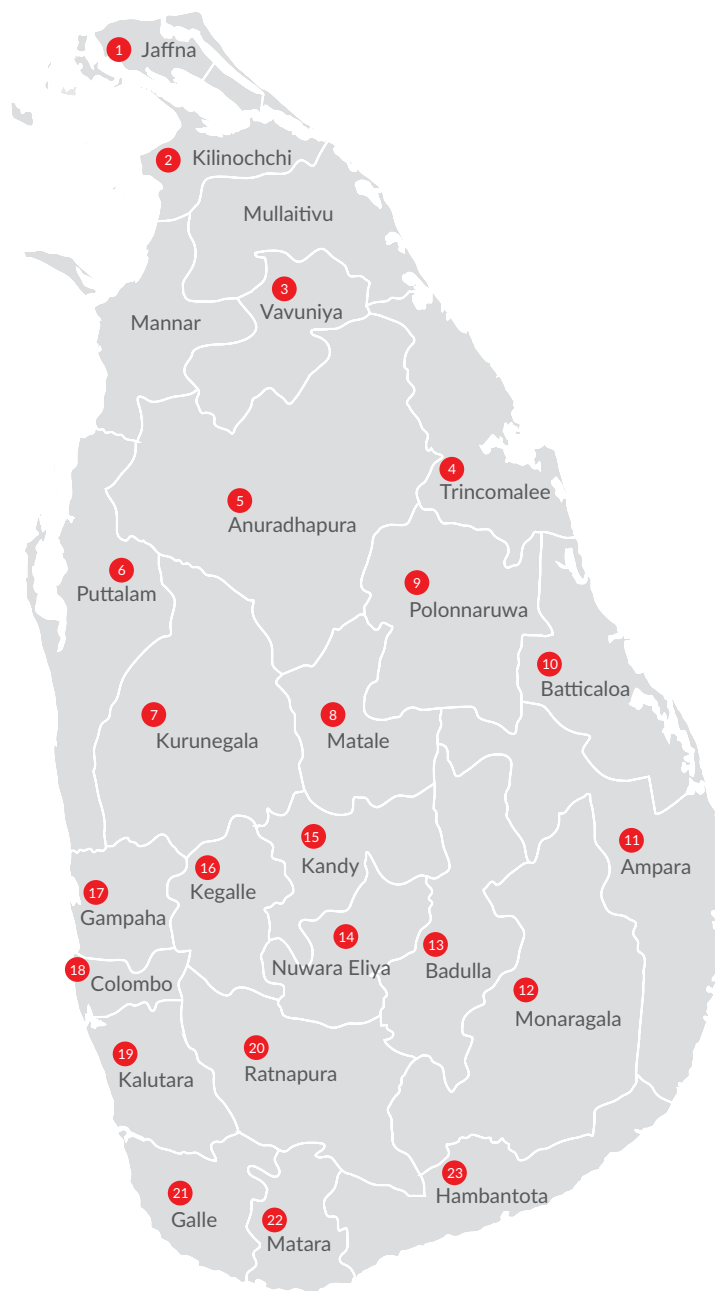 1 Jaffna
2 Kilinochchi
Mullaitivu
3
Vavuniya
Mannar
4
Trincomalee
5
Anuradhapura
6
Puttalam
9
Polonnaruwa
10
Batticaloa
7
Kurunegala
8
Matale
11
Ampara
15
Kandy
16
Kegalle
17
Gampaha
14
Nuwara Eliya
13
Badulla
18
Colombo
12
Monaragala
19
Kalutara
20
Ratnapura
23
Hambantota
21
Galle
22
Matara